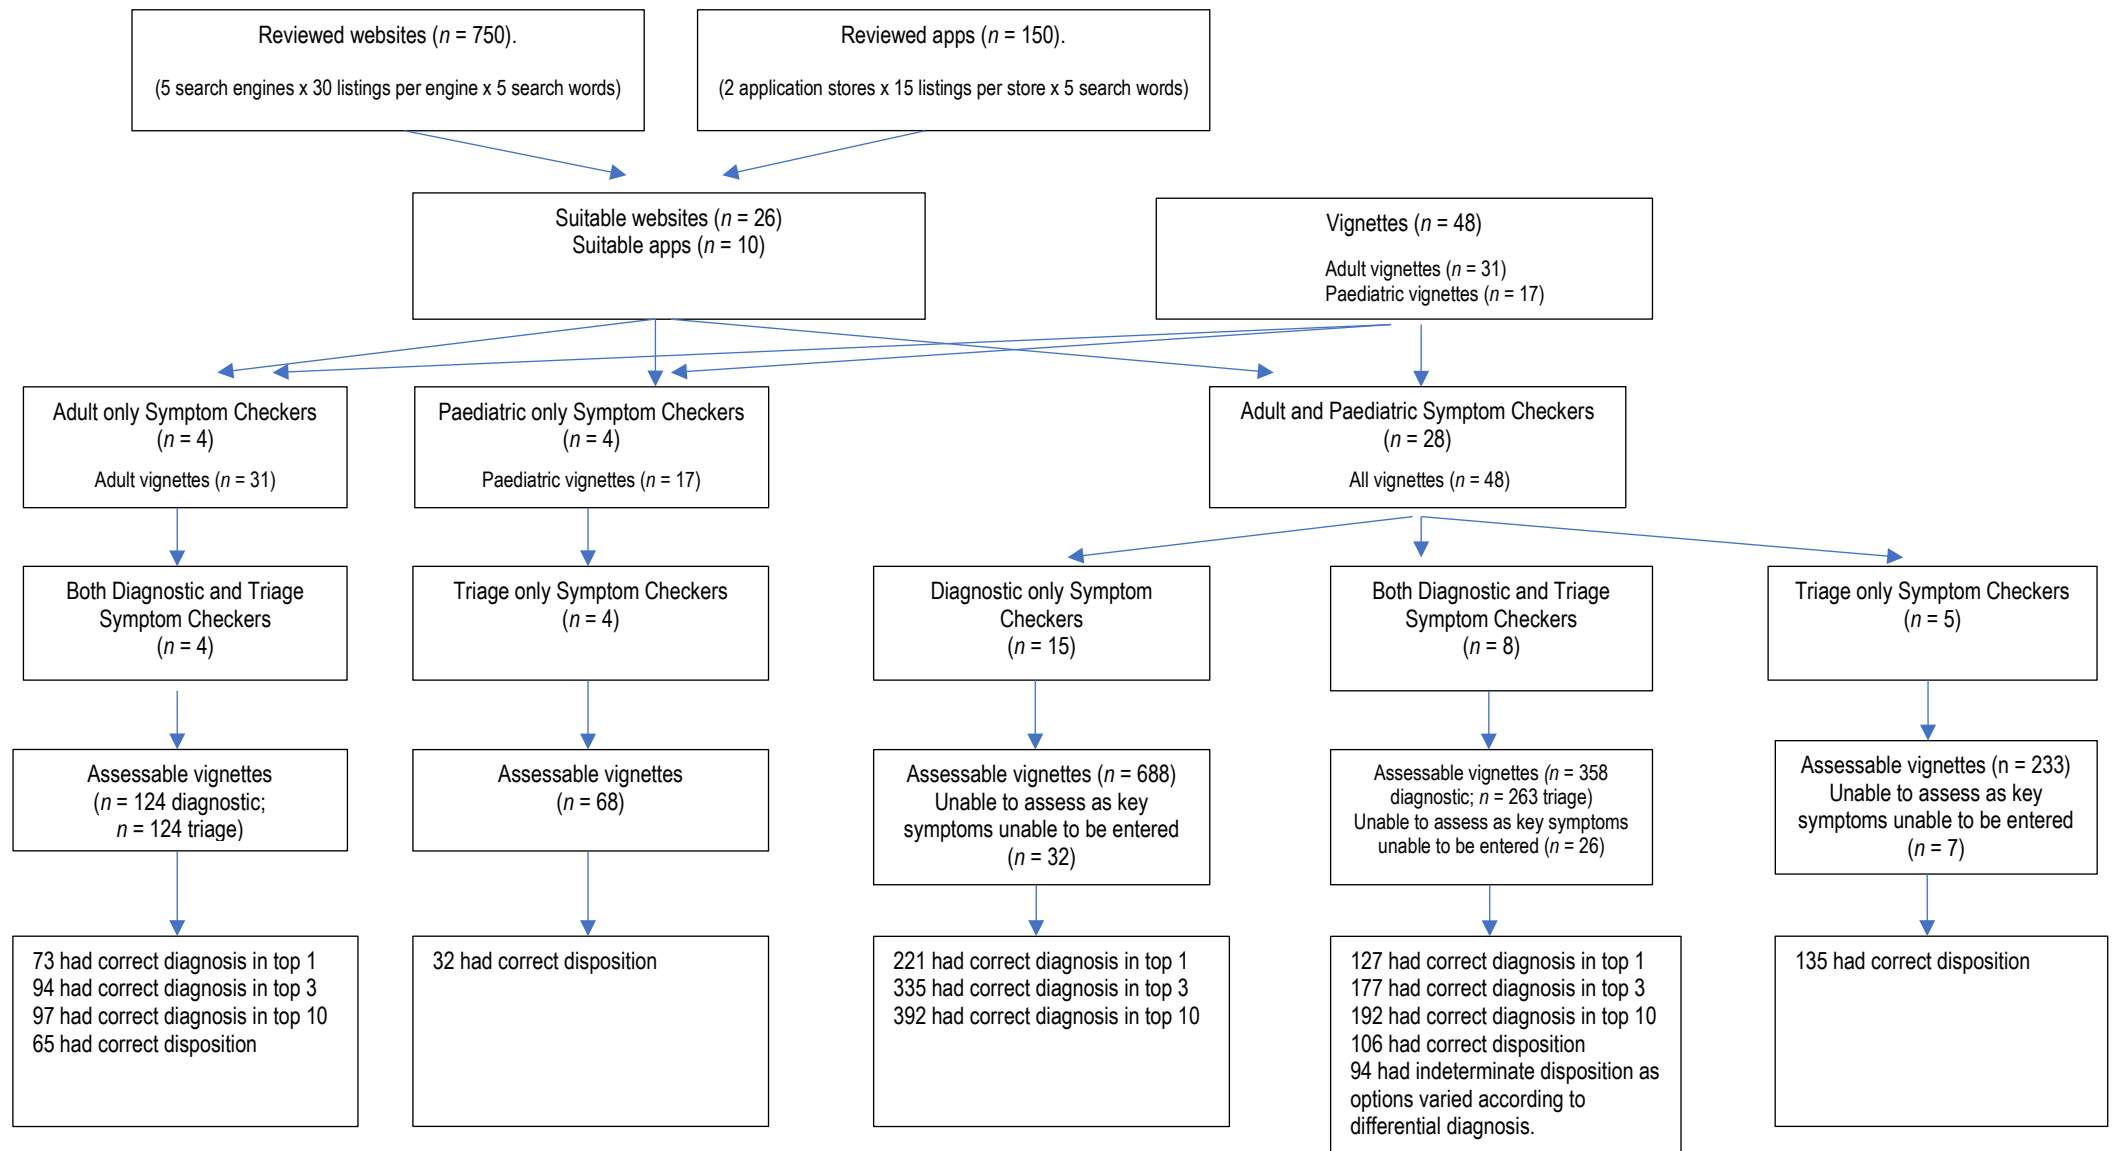 Reviewed websites (n = 750).
(5 search engines x 30 listings per engine x 5 search words)
Reviewed apps (n = 150).
(2 application stores x 15 listings per store x 5 search words)
Suitable websites (n = 26)
Suitable apps (n = 10)
Vignettes (n = 48)
Adult vignettes (n = 31)
Paediatric vignettes (n = 17)
Adult only Symptom Checkers
(n = 4)
Adult vignettes (n = 31)
Paediatric only Symptom Checkers
(n = 4)
Paediatric vignettes (n = 17)
Adult and Paediatric Symptom Checkers
(n = 28)
All vignettes (n = 48)
Both Diagnostic and Triage
Symptom Checkers
(n = 4)
Triage only Symptom Checkers
(n = 4)
Diagnostic only Symptom
Checkers
(n = 15)
Both Diagnostic and Triage
Symptom Checkers
(n = 8)
Triage only Symptom Checkers
(n = 5)
Assessable vignettes
(n = 124 diagnostic;
n = 124 triage)
Assessable vignettes
(n = 68)
Assessable vignettes (n = 688)
Unable to assess as key
symptoms unable to be entered
(n = 32)
Assessable vignettes (n = 358
diagnostic; n = 263 triage)
Unable to assess as key symptoms
unable to be entered (n = 26)
Assessable vignettes (n = 233)
Unable to assess as key
symptoms unable to be entered
(n = 7)
73 had correct diagnosis in top 1
94 had correct diagnosis in top 3
97 had correct diagnosis in top 10
65 had correct disposition
32 had correct disposition
221 had correct diagnosis in top 1
335 had correct diagnosis in top 3
392 had correct diagnosis in top 10
127 had correct diagnosis in top 1
177 had correct diagnosis in top 3
192 had correct diagnosis in top 10
106 had correct disposition
94 had indeterminate disposition as
options varied according to
differential diagnosis.
135 had correct disposition